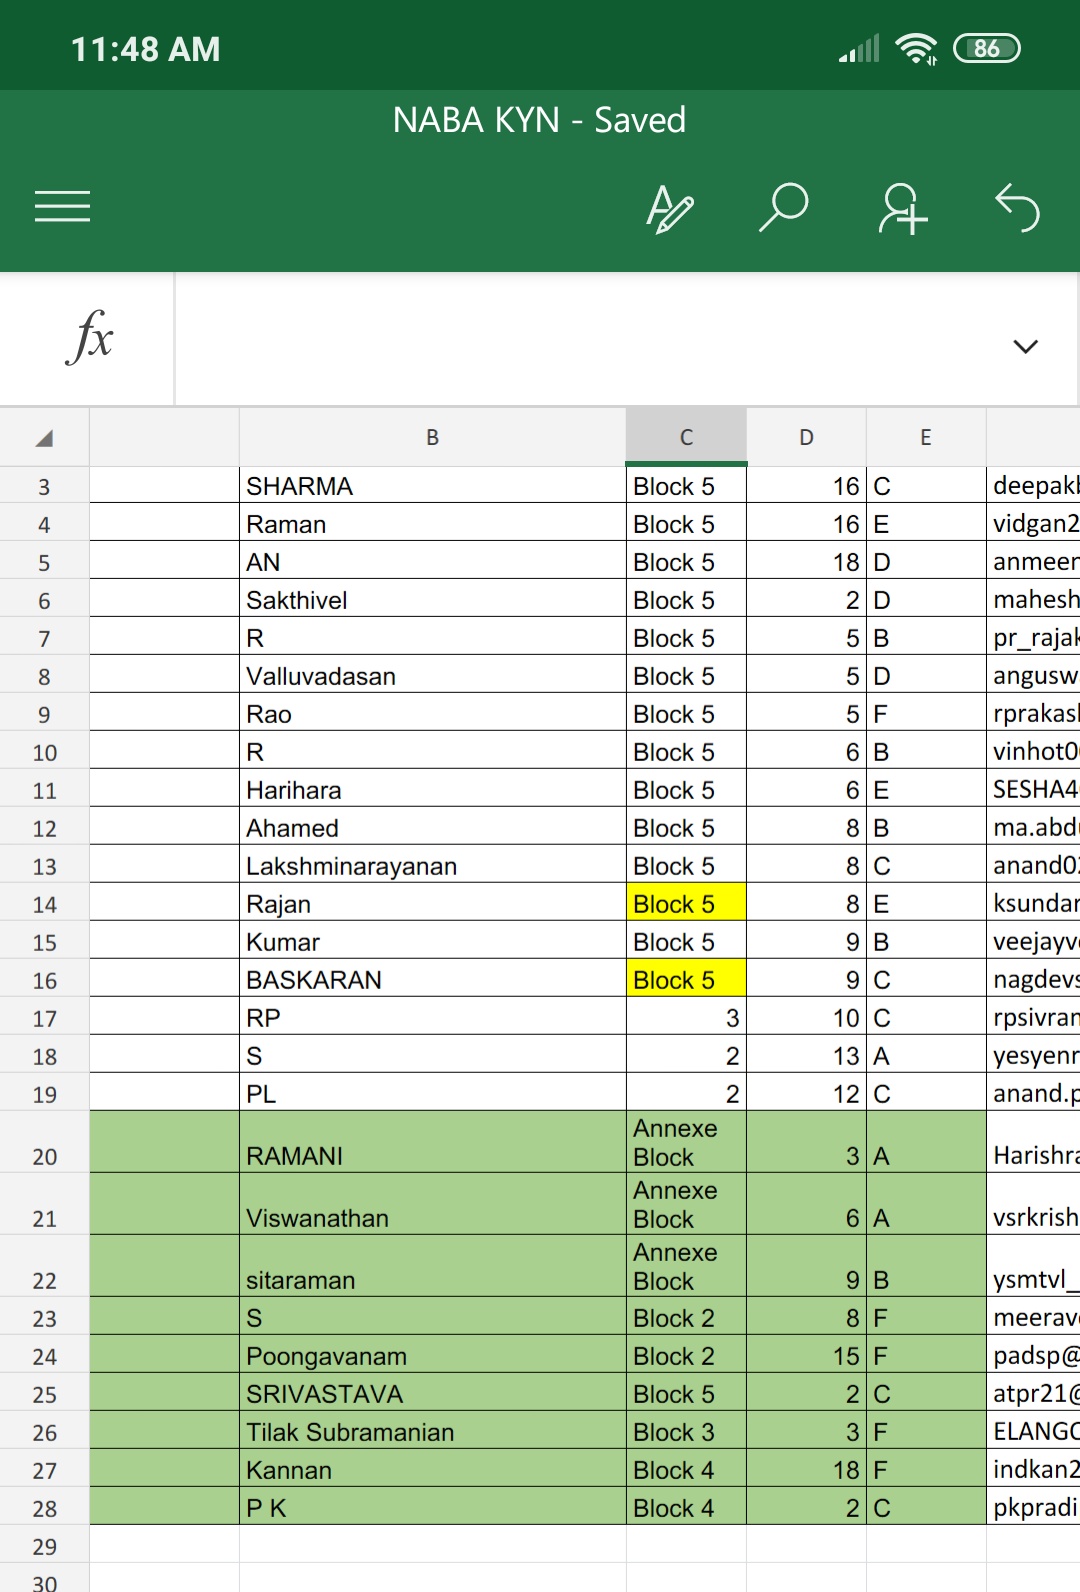 11:48 AM
86
NABA KYN - Saved
fx
B C D E
3 SHARMA Block 5 16 C deepakb
4 Raman Block 5 16 E vidgan2
5 AN Block 5 18 D anmeen
6 Sakthivel Block 5 2 D mahesh
7 R Block 5 5 B pr_rajak
8 Valluvadasan Block 5 5 D angusw
9 Rao Block 5 5 F rprakash
10 R Block 5 6 B vinhot0
11 Harihara Block 5 6 E SESHA4
12 Ahamed Block 5 8 B ma.abdu
13 Lakshminarayanan Block 5 8 C anand02
14 Rajan Block 5 8 E ksundar
15 Kumar Block 5 9 B veejayv
16 BASKARAN Block 5 9 C nagdevs
17 RP 3 10 C rpsivran
18 S 2 13 A yesyenr
19 PL 2 12 C anand.p
Annexe
20 RAMANI Block 3 A Harishra
Annexe
21 Viswanathan Block 6 A vsrkrish
Annexe
22 sitaraman Block 9 B ysmtvl_
23 S Block 2 8 F meerav
24 Poongavanam Block 2 15 F padsp@
25 SRIVASTAVA Block 5 2 C atpr21@
26 Tilak Subramanian Block 3 3 F ELANGO
27 Kannan Block 4 18 F indkan2
28 P K Block 4 2 C pkpradi
29
30